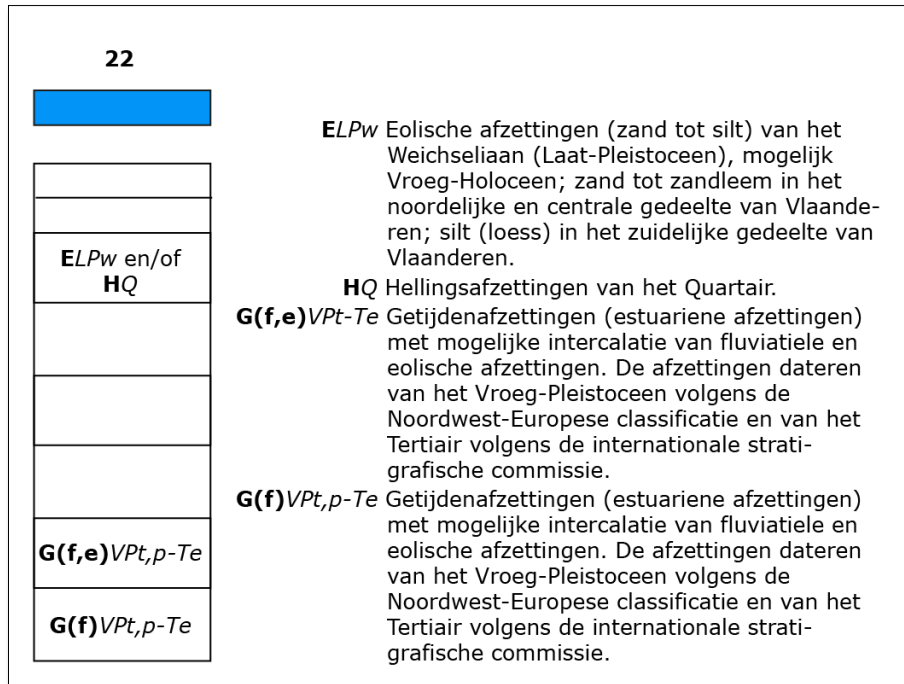 22
ELPw en/of
HQ
G(f,e)VPt,p-Te
G(f)VPt,p-Te
ELPw Eolische afzettingen (zand tot silt) van het
Weichseliaan (Laat-Pleistoceen), mogelijk
Vroeg-Holoceen; zand tot zandleem in het
noordelijke en centrale gedeelte van Vlaande-
ren; silt (loess) in het zuidelijke gedeelte van
Vlaanderen.
HQ Hellingsafzettingen van het Quartair.
G(f,e)VPt-Te Getijdenafzettingen (estuariene afzettingen)
met mogelijke intercalatie van fluviatiele en
eolische afzettingen. De afzettingen dateren
van het Vroeg-Pleistoceen volgens de
Noordwest-Europese classificatie en van het
Tertiair volgens de internationale strati-
grafische commissie.
G(f)VPt,p-Te Getijdenafzettingen (estuariene afzettingen)
met mogelijke intercalatie van fluviatiele en
eolische afzettingen. De afzettingen dateren
van het Vroeg-Pleistoceen volgens de
Noordwest-Europese classificatie en van het
Tertiair volgens de internationale strati-
grafische commissie.